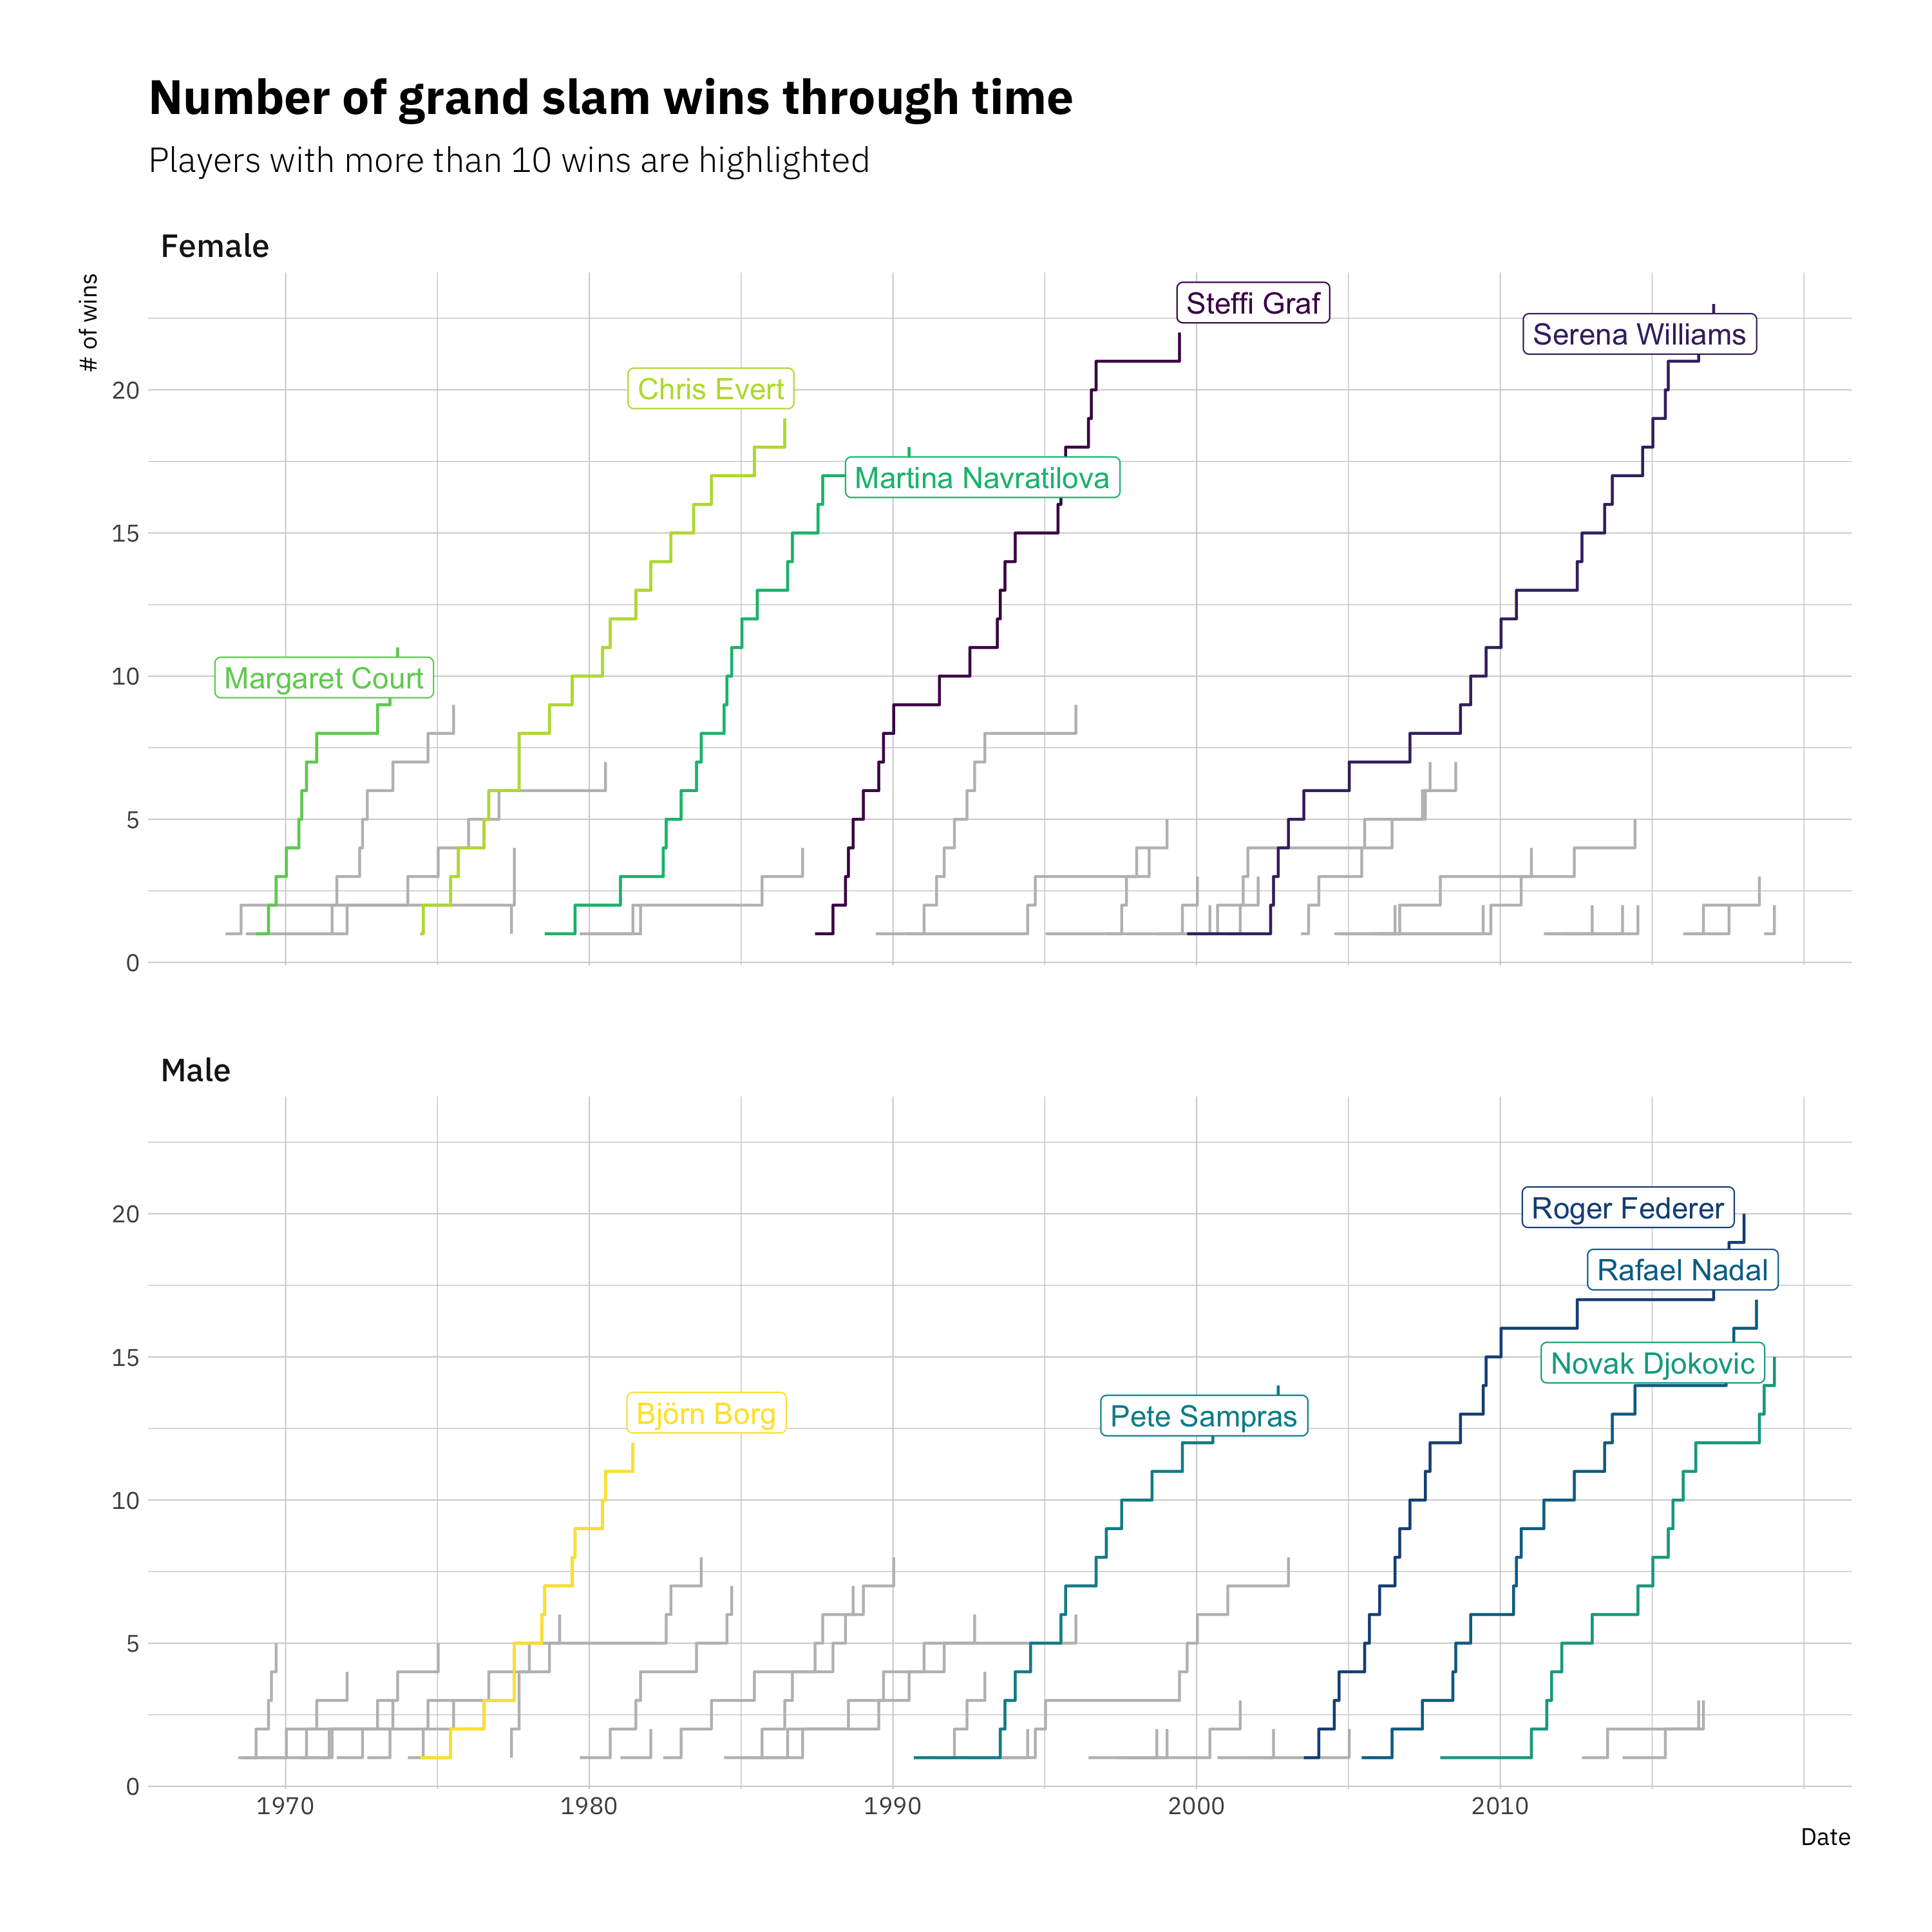 Number of grand slam wins through time
Players with more than 10 wins are highlighted
Female
# of wins
Steffi Graf
Serena Williams
20
Chris Evert
Martina Navratilova
15
10
Margaret Court
5
0
Male
20
Roger Federer
Rafael Nadal
15
Novak Djokovic
Björn Borg
Pete Sampras
10
5
0
1970 1980 1990 2000 2010
Date